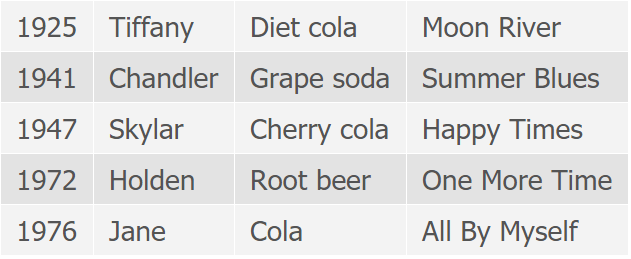 1925 Tiffany Diet cola Moon River
1941 Chandler Grape soda Summer Blues
1947 Skylar Cherry cola Happy Times
1972 Holden Root beer One More Time
1976 Jane Cola All By Myself